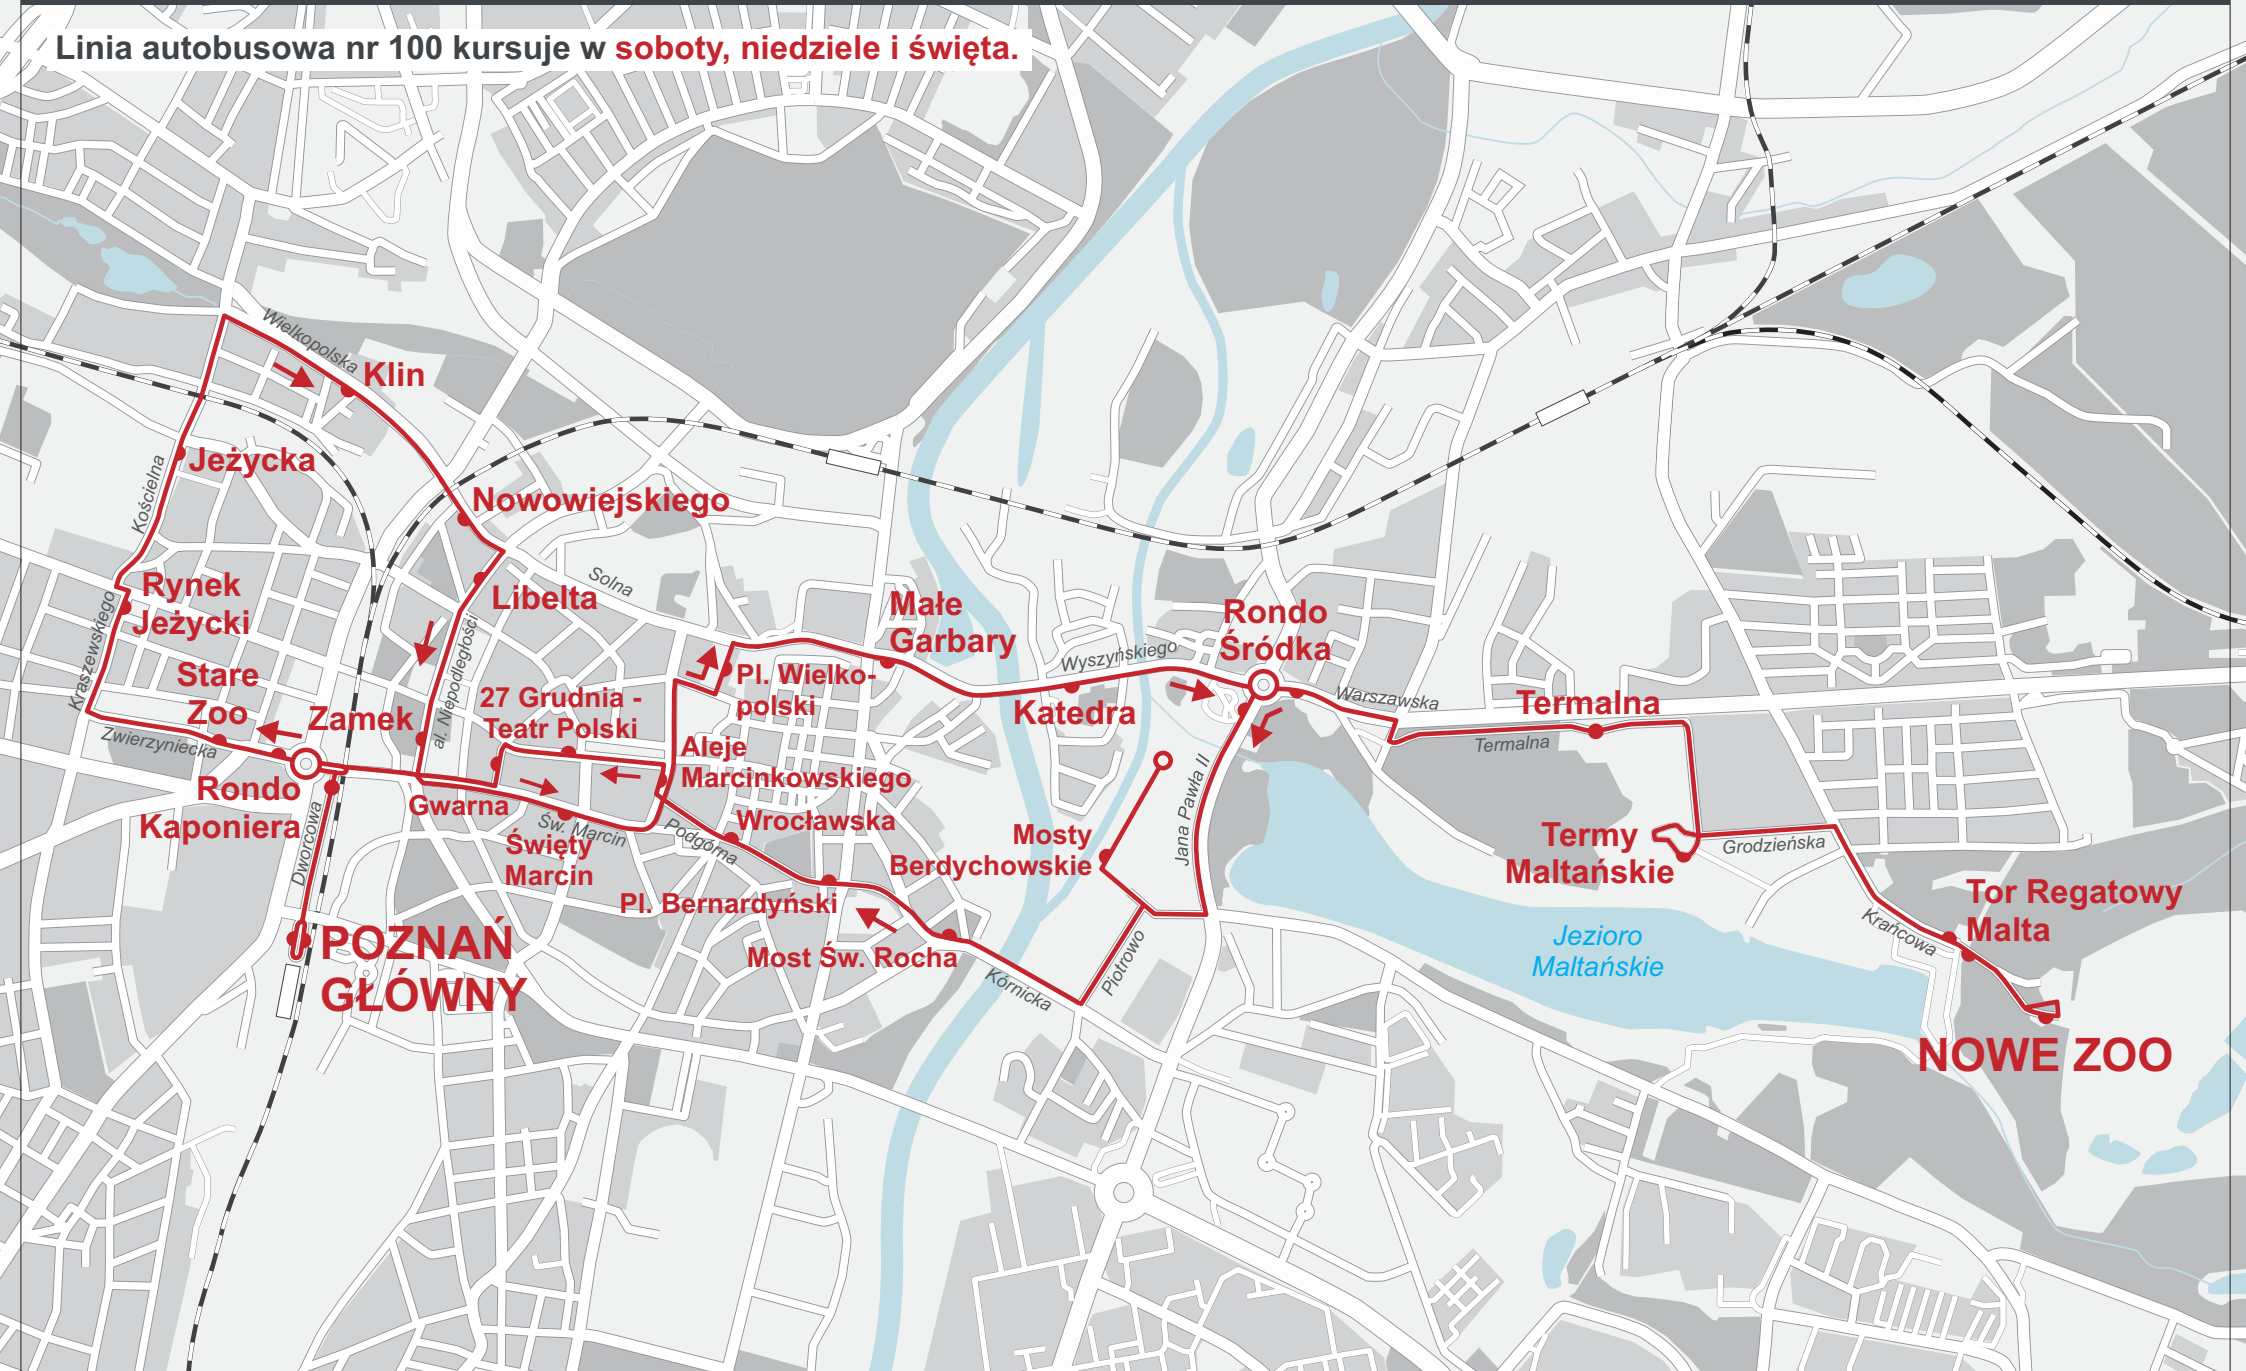 Linia autobusowa nr 100 kursuje w soboty, niedziele i święta.
Wielkopolska
Klin
Jeżycka
Kościelna
Nowowiejskiego
Solna
Libelta
Rynek
Jeżycki
Kraszewskiego
al. Niepodległości
Małe
Garbary
Rondo
Śródka
Wyszyńskiego
Stare
Zoo
Zamek
27 Grudnia -
Teatr Polski
Pl. Wielko-
polski
Katedra
Warszawska
Termalna
Termalna
Zwierzyniecka
Aleje
Marcinkowskiego
Rondo
Kaponiera
Gwarna
Dworcowa
Św. Marcin
Święty
Marcin
Podgórna
Wrocławska
Mosty
Berdychowskie
Jana Pawła II
Termy
Maltańskie
Grodzieńska
Pl. Bernardyński
Tor Regatowy
Malta
Krańcowa
POZNAŃ
GŁÓWNY
Most Św. Rocha
Kórnicka
Piotrowo
Jezioro
Maltańskie
NOWE ZOO